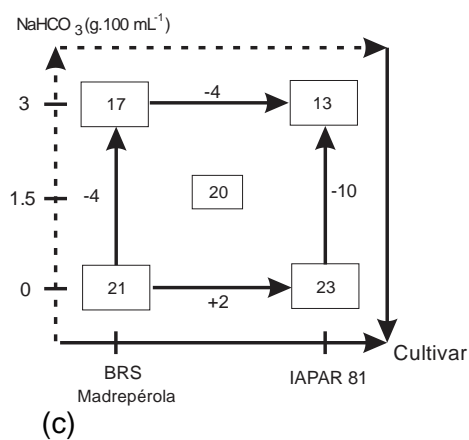 NaHCO₃(g.100 mL⁻¹)
3
17
-4
13
1.5
-4
20
-10
0
21
+2
23
Cultivar
BRS
Madrepérola
IAPAR 81
(c)